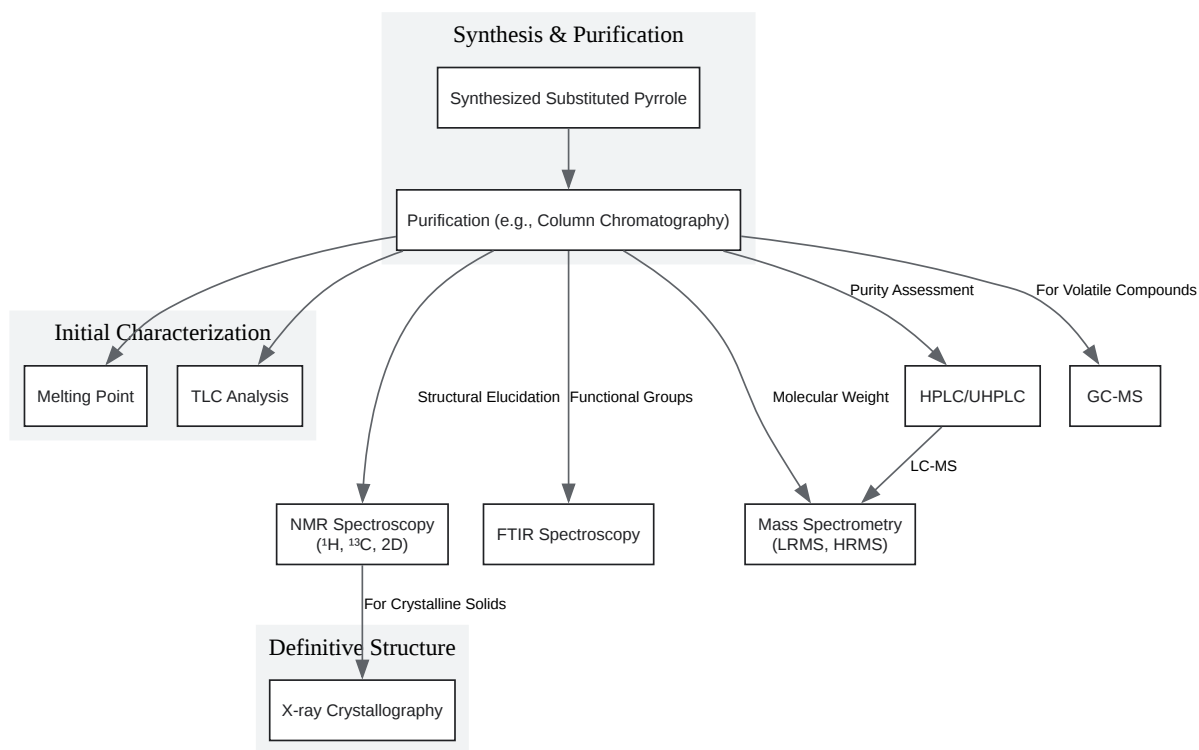 Synthesis & Purification
Synthesized Substituted Pyrrole
Purification (e.g., Column Chromatography)
Purity Assessment
For Volatile Compounds
Initial Characterization
Melting Point
TLC Analysis
Structural Elucidation
Functional Groups
Molecular Weight
HPLC/UHPLC
GC-MS
LC-MS
NMR Spectroscopy
(¹H, ¹³C, 2D)
FTIR Spectroscopy
Mass Spectrometry
(LRMS, HRMS)
For Crystalline Solids
Definitive Structure
X-ray Crystallography